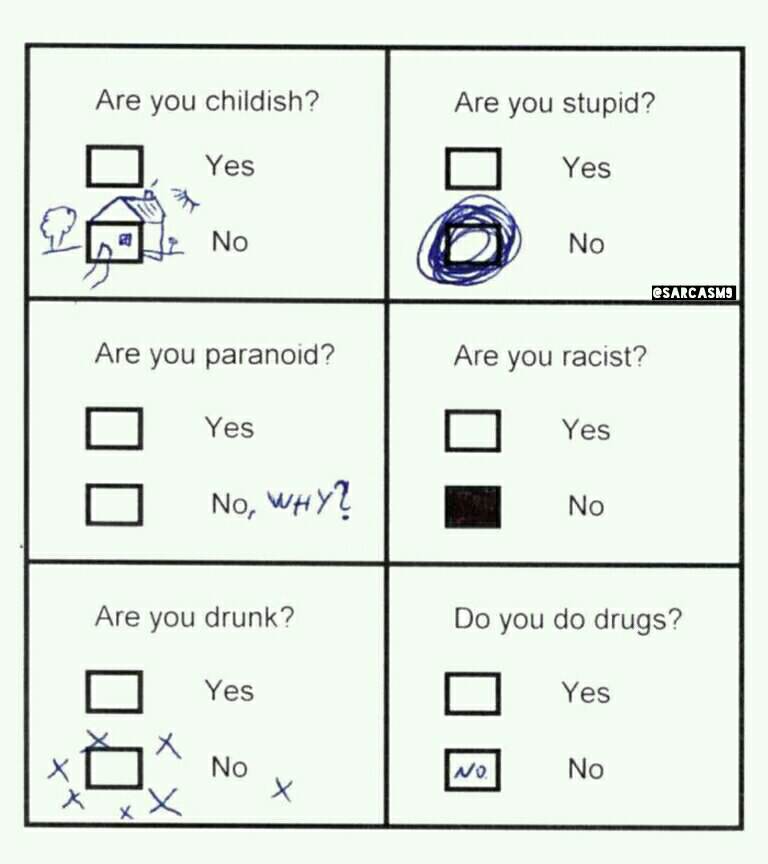 Are you childish?
Yes
No
Are you stupid?
Yes
No
@SARCASM9
Are you paranoid?
Yes
No, WHY?
Are you racist?
Yes
No
Are you drunk?
Yes
No
Do you do drugs?
Yes
NO. No